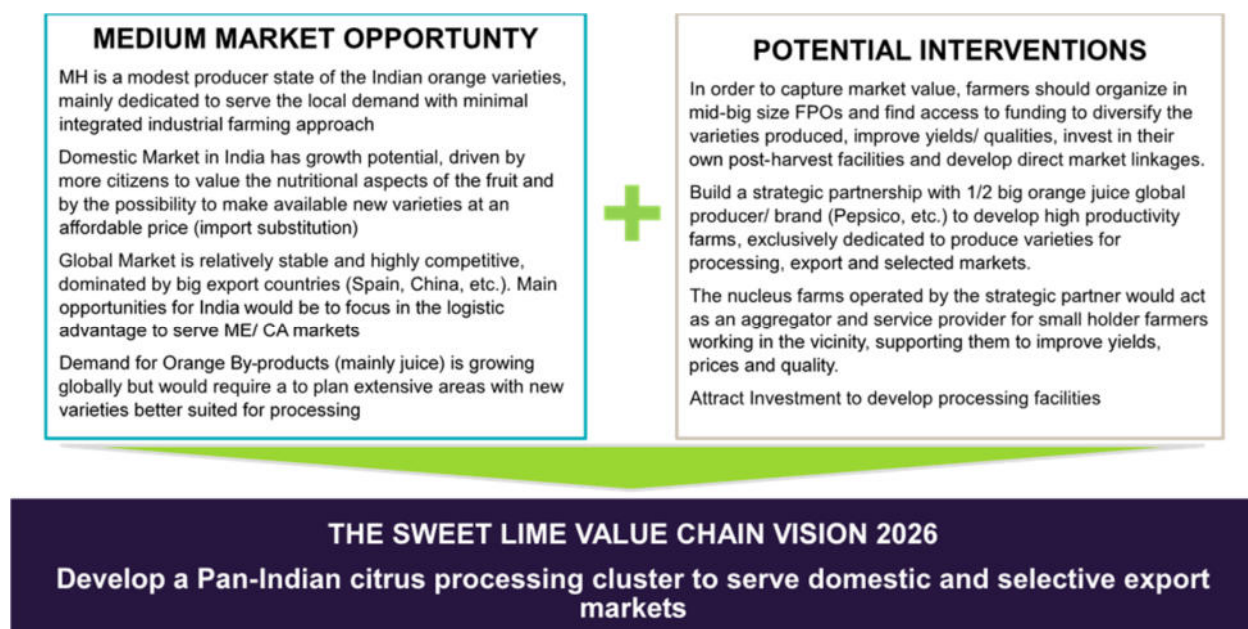 MEDIUM MARKET OPPORTUNTY
MH is a modest producer state of the Indian orange varieties,
mainly dedicated to serve the local demand with minimal
integrated industrial farming approach
Domestic Market in India has growth potential, driven by
more citizens to value the nutritional aspects of the fruit and
by the possibility to make available new varieties at an
affordable price (import substitution)
Global Market is relatively stable and highly competitive,
dominated by big export countries (Spain, China, etc.). Main
opportunities for India would be to focus in the logistic
advantage to serve ME/ CA markets
Demand for Orange By-products (mainly juice) is growing
globally but would require a to plan extensive areas with new
varieties better suited for processing
POTENTIAL INTERVENTIONS
In order to capture market value, farmers should organize in
mid-big size FPOs and find access to funding to diversify the
varieties produced, improve yields/ qualities, invest in their
own post-harvest facilities and develop direct market linkages.
Build a strategic partnership with 1/2 big orange juice global
producer/ brand (Pepsico, etc.) to develop high productivity
farms, exclusively dedicated to produce varieties for
processing, export and selected markets.
The nucleus farms operated by the strategic partner would act
as an aggregator and service provider for small holder farmers
working in the vicinity, supporting them to improve yields,
prices and quality.
Attract Investment to develop processing facilities
THE SWEET LIME VALUE CHAIN VISION 2026
Develop a Pan-Indian citrus processing cluster to serve domestic and selective export
markets